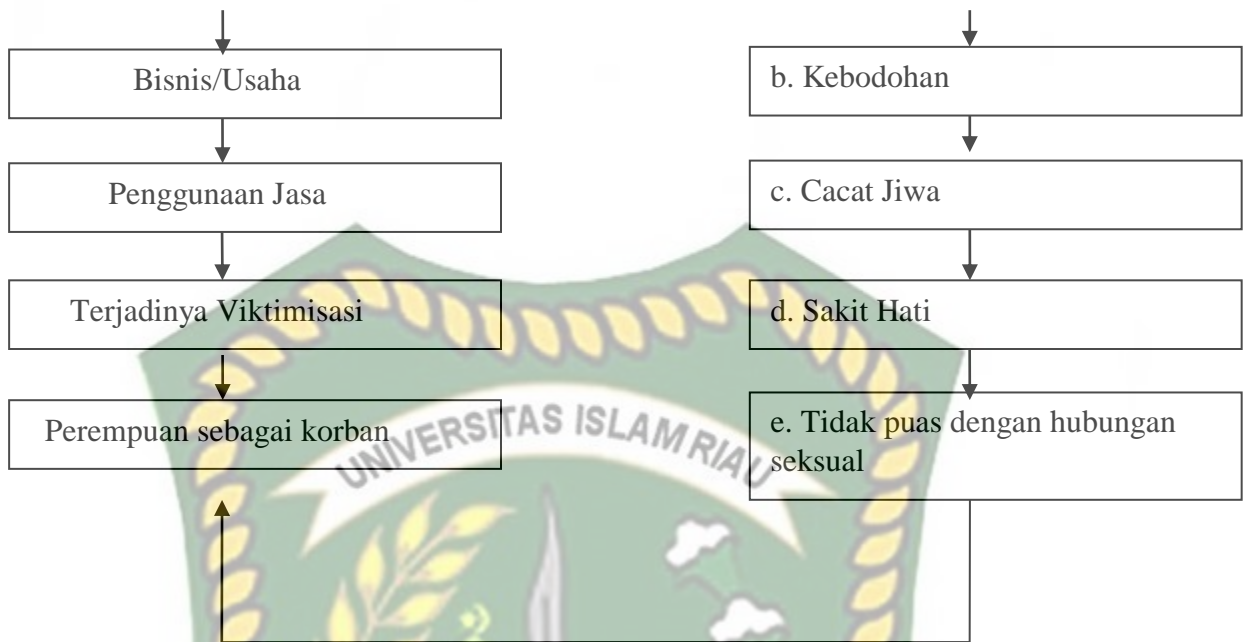 Bisnis/Usaha
Penggunaan Jasa
Terjadinya Viktimisasi
Perempuan sebagai korban
b. Kebodohan
c. Cacat Jiwa
d. Sakit Hati
e. Tidak puas dengan hubungan
seksual
UNIVERSITAS ISLAM RIAU